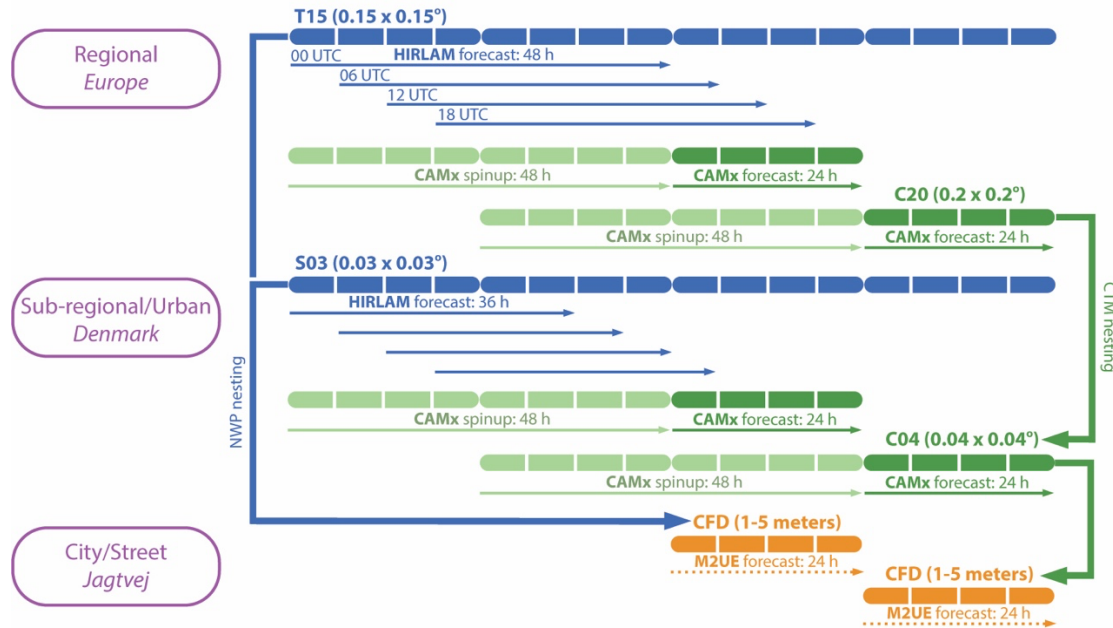 T15 (0.15 x 0.15°)
Regional
Europe
HIRLAM forecast: 48 h
00 UTC
06 UTC
12 UTC
18 UTC
CAMx spinup: 48 h
CAMx forecast: 24 h
C20 (0.2 x 0.2°)
CAMx spinup: 48 h
CAMx forecast: 24 h
S03 (0.03 x 0.03°)
Sub-regional/Urban
Denmark
HIRLAM forecast: 36 h
NWP nesting
CTM nesting
CAMx spinup: 48 h
CAMx forecast: 24 h
C04 (0.04 x 0.04°)
CAMx spinup: 48 h
CAMx forecast: 24 h
City/Street
Jagtvej
CFD (1-5 meters)
M2UE forecast: 24 h
CFD (1-5 meters)
M2UE forecast: 24 h